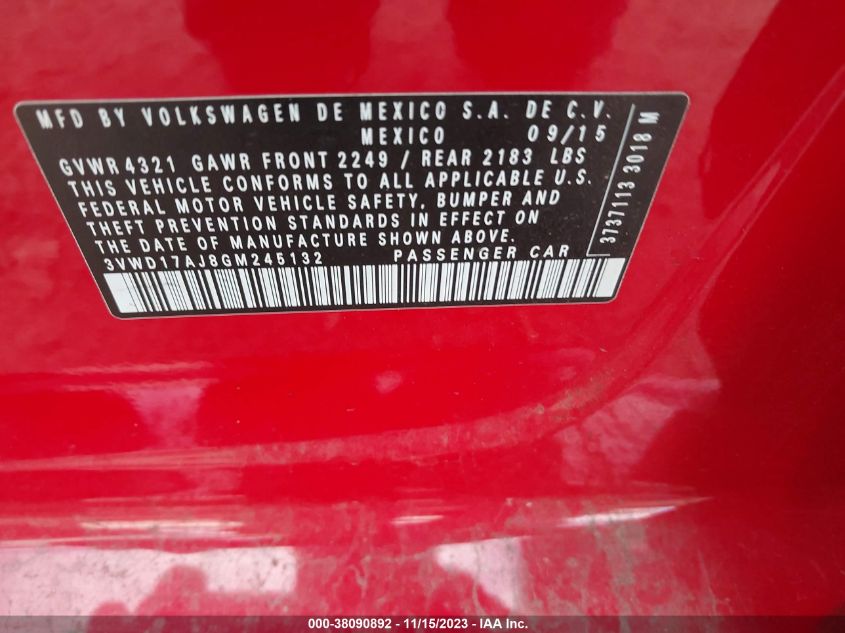 MFD BY VOLKSWAGEN DE MEXICO S.A. DE C.V.
MEXICO 09/15
GVWR 4321 GAWR FRONT 2249 / REAR 2183 LBS
THIS VEHICLE CONFORMS TO ALL APPLICABLE U.S.
FEDERAL MOTOR VEHICLE SAFETY, BUMPER AND
THEFT PREVENTION STANDARDS IN EFFECT ON
THE DATE OF MANUFACTURE SHOWN ABOVE.
3VWD17AJ8GM245132 PASSENGER CAR
3737113 3018 M
000-38090892 - 11/15/2023 - IAA Inc.